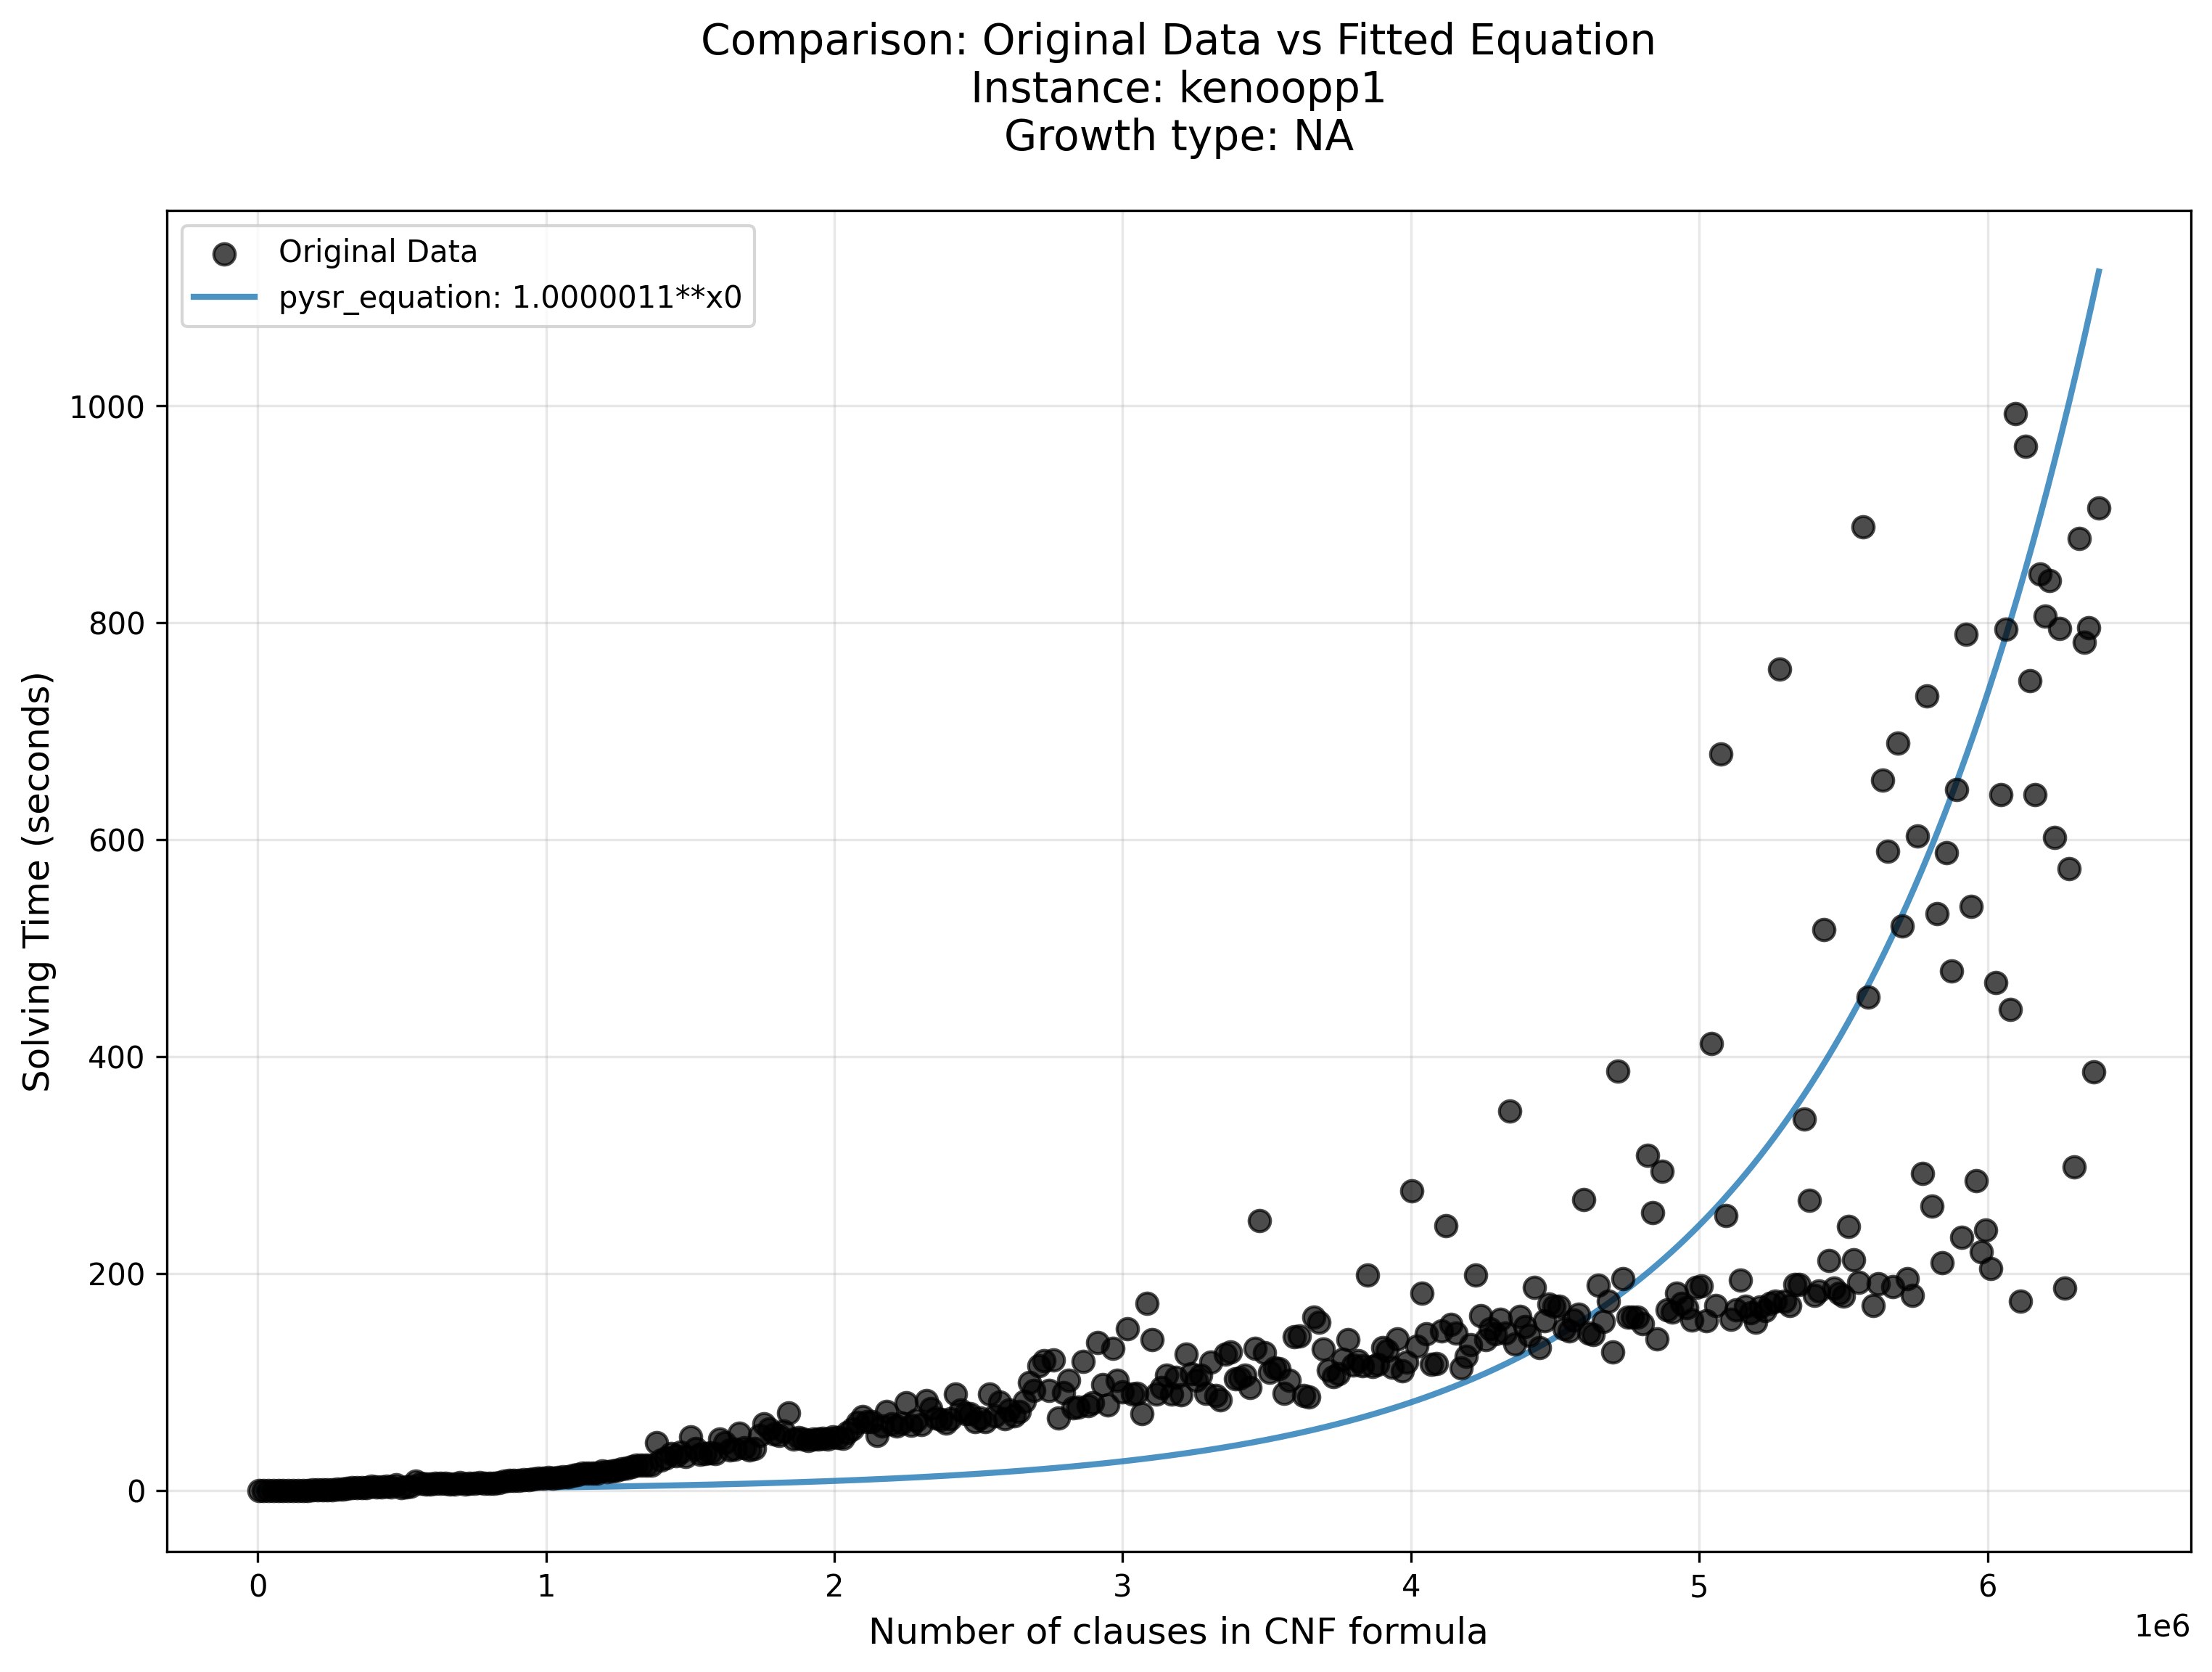 Comparison: Original Data vs Fitted Equation
Instance: kenoopp1
Growth type: NA
Original Data
pysr_equation: 1.0000011**x0
Solving Time (seconds)
1000
800
600
400
200
0
0 1 2 3 4 5 6
1e6
Number of clauses in CNF formula